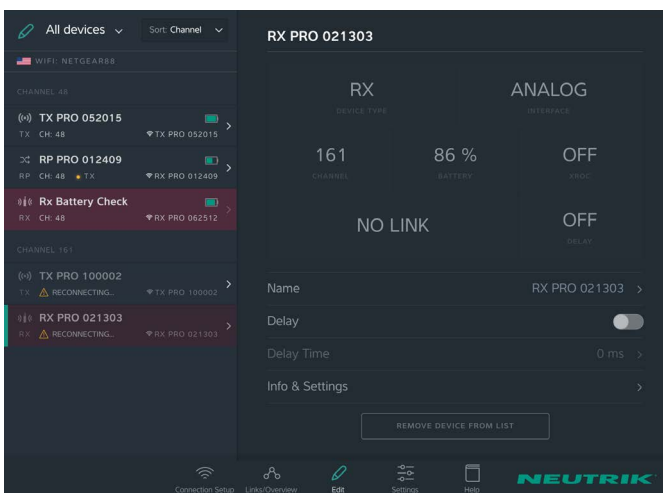 All devices
Sort: Channel
WIFI: NETGEAR88
CHANNEL 48
TX PRO 052015
TX CH: 48 TX PRO 052015
RP PRO 012409
RP CH: 48 TX RX PRO 012409
Rx Battery Check
RX CH: 48 RX PRO 062512
CHANNEL 161
TX PRO 100002
TX RECONNECTING... TX PRO 100002
RX PRO 021303
RX RECONNECTING... RX PRO 021303
RX PRO 021303
RX
DEVICE TYPE
ANALOG
INTERFACE
161
CHANNEL
86 %
BATTERY
OFF
XROC
NO LINK
OFF
DELAY
Name RX PRO 021303
Delay
Delay Time 0 ms
Info & Settings
REMOVE DEVICE FROM LIST
Connection Setup
Links/Overview
Edit
Settings
Help
NEUTRIK